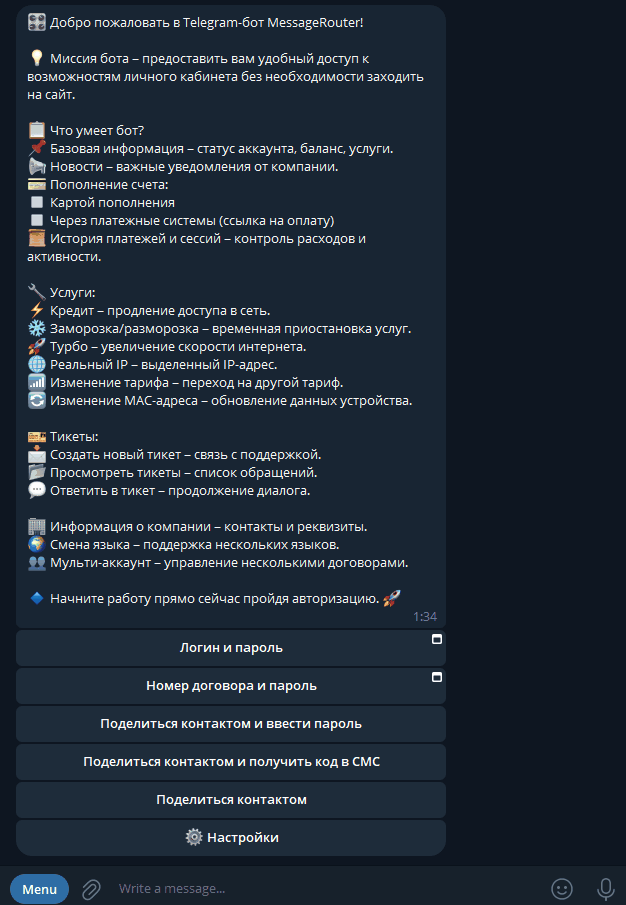 🎛 Добро пожаловать в Telegram-бот MessageRouter!
💡 Миссия бота – предоставить вам удобный доступ к
возможностям личного кабинета без необходимости заходить
на сайт.
📋 Что умеет бот?
📌 Базовая информация – статус аккаунта, баланс, услуги.
📢 Новости – важные уведомления от компании.
💳 Пополнение счета:
◻️ Картой пополнения
◻️ Через платежные системы (ссылка на оплату)
📜 История платежей и сессий – контроль расходов и
активности.
🔧 Услуги:
⚡ Кредит – продление доступа в сеть.
❄️ Заморозка/разморозка – временная приостановка услуг.
🚀 Турбо – увеличение скорости интернета.
🌐 Реальный IP – выделенный IP-адрес.
📶 Изменение тарифа – переход на другой тариф.
🔄 Изменение MAC-адреса – обновление данных устройства.
🎫 Тикеты:
📩 Создать новый тикет – связь с поддержкой.
📂 Просмотреть тикеты – список обращений.
💬 Ответить в тикет – продолжение диалога.
🏢 Информация о компании – контакты и реквизиты.
🌍 Смена языка – поддержка нескольких языков.
👥 Мульти-аккаунт – управление несколькими договорами.
🔹 Начните работу прямо сейчас пройдя авторизацию. 🚀
1:34
Логин и пароль
Номер договора и пароль
Поделиться контактом и ввести пароль
Поделиться контактом и получить код в СМС
Поделиться контактом
⚙️ Настройки
Menu
Write a message...